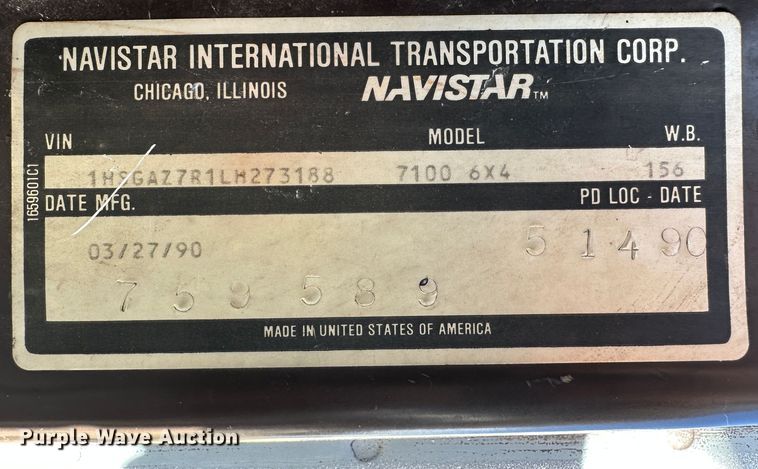 NAVISTAR INTERNATIONAL TRANSPORTATION CORP.
CHICAGO, ILLINOIS NAVISTAR TM
VIN MODEL W.B.
1HSGAZ7R1LH273188 7100 6X4 156
DATE MFG. PD LOC - DATE
03/27/90 5 1 4 90
7 5 9 5 8 9
MADE IN UNITED STATES OF AMERICA
1659601C1
Purple Wave Auction